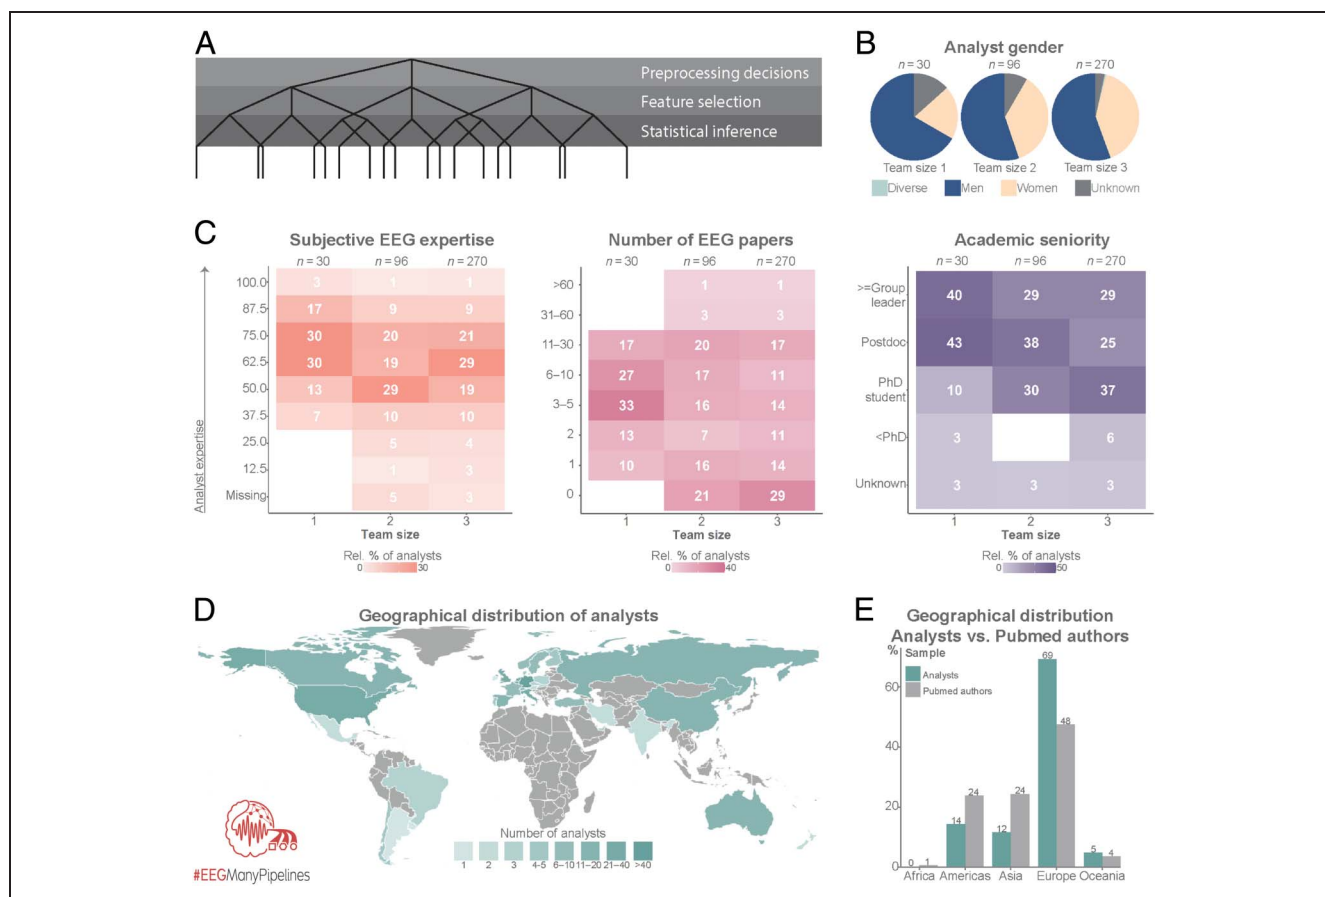 A
Preprocessing decisions
Feature selection
Statistical inference
B
Analyst gender
n = 30 n = 96 n = 270
Team size 1 Team size 2 Team size 3
Diverse Men Women Unknown
C
Subjective EEG expertise
n = 30 n = 96 n = 270
Analyst expertise
100.0 3 1 1
87.5 17 9 9
75.0 30 20 21
62.5 30 19 29
50.0 13 29 19
37.5 7 10 10
25.0 5 4
12.5 1 3
Missing 5 3
1 2 3
Team size
Rel. % of analysts
0 30
Number of EEG papers
n = 30 n = 96 n = 270
>60 1 1
31–60 3 3
11–30 17 20 17
6–10 27 17 11
3–5 33 16 14
2 13 7 11
1 10 16 14
0 21 29
1 2 3
Team size
Rel. % of analysts
0 40
Academic seniority
n = 30 n = 96 n = 270
>=Group
leader 40 29 29
Postdoc 43 38 25
PhD
student 10 30 37
<PhD 3 6
Unknown 3 3 3
1 2 3
Team size
Rel. % of analysts
0 50
D
Geographical distribution of analysts
Number of analysts
1 2 3 4-5 6–10 11–20 21–40 >40
#EEGManyPipelines
E
Geographical distribution
Analysts vs. Pubmed authors
% Sample
Analysts
Pubmed authors
60
40
20
0
0 1 14 24 12 24 69 48 5 4
Africa Americas Asia Europe Oceania